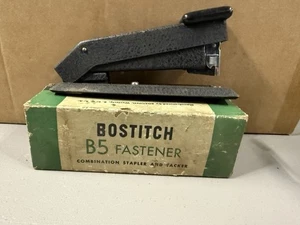 BOSTITCH
B5 FASTENER
COMBINATION STAPLER AND TACKER